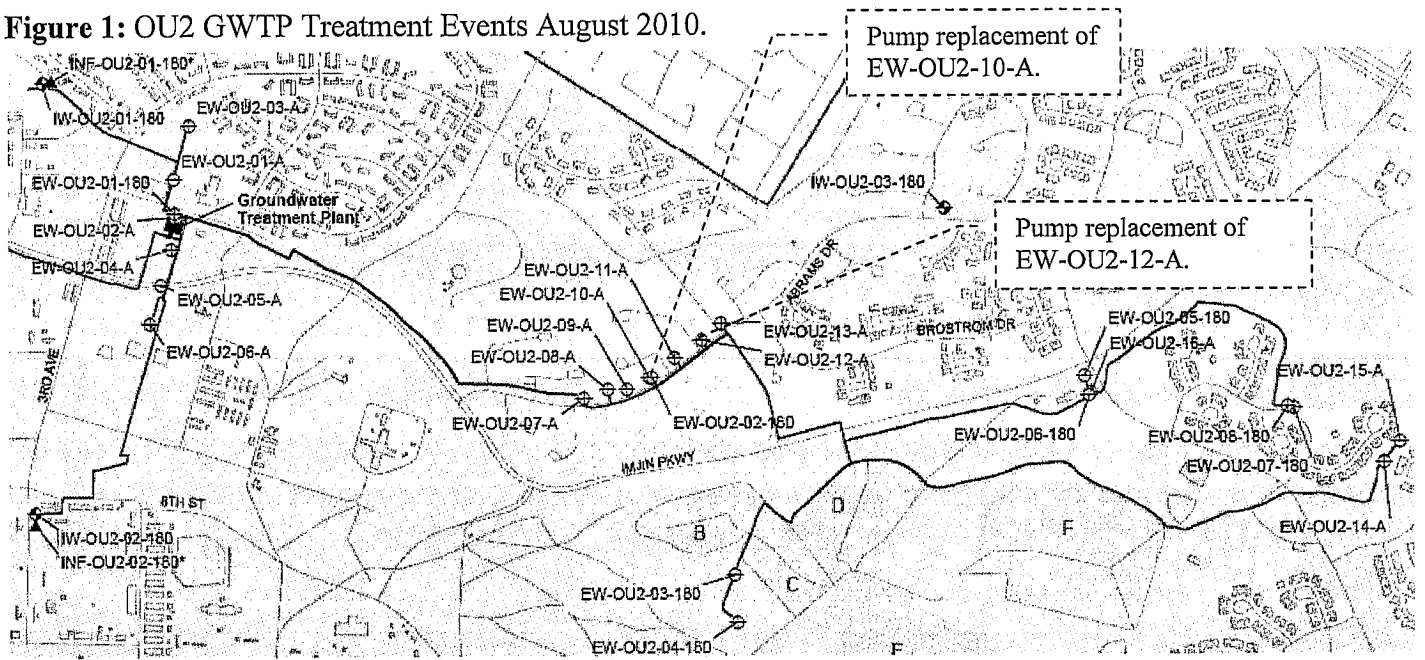 Figure 1: OU2 GWTP Treatment Events August 2010.
Pump replacement of
EW-OU2-10-A.
INF-OU2-01-180*
IW-OU2-01-180
EW-OU2-03-A
EW-OU2-01-A
EW-OU2-01-180
Groundwater
Treatment Plant
EW-OU2-02-A
EW-OU2-04-A
EW-OU2-05-A
EW-OU2-06-A
3RD AVE
IW-OU2-03-180
Pump replacement of
EW-OU2-12-A.
ABRAMS DR
EW-OU2-11-A
EW-OU2-10-A
EW-OU2-09-A
EW-OU2-08-A
EW-OU2-07-A
EW-OU2-13-A
EW-OU2-12-A
EW-OU2-02-180
BROSTROM DR
EW-OU2-05-180
EW-OU2-16-A
EW-OU2-15-A
EW-OU2-06-180
EW-OU2-08-180
EW-OU2-07-180
EW-OU2-14-A
IMJIN PKWY
8TH ST
IW-OU2-02-180
INF-OU2-02-180*
B
D
F
C
EW-OU2-03-180
EW-OU2-04-180